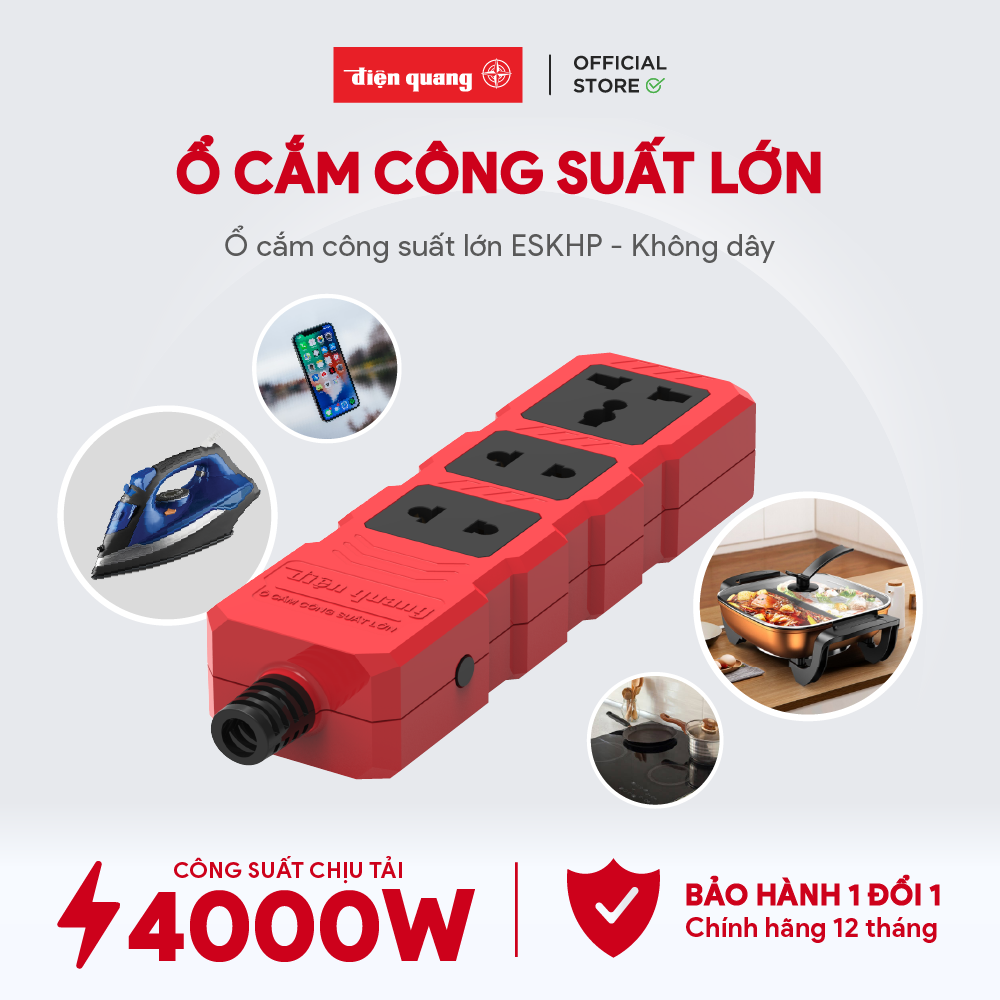 điện quang
OFFICIAL
STORE
Ổ CẮM CÔNG SUẤT LỚN
Ổ cắm công suất lớn ESKHP - Không dây
điện quang
Ổ CẮM CÔNG SUẤT LỚN
CÔNG SUẤT CHỊU TẢI
4000W
BẢO HÀNH 1 ĐỔI 1
Chính hãng 12 tháng